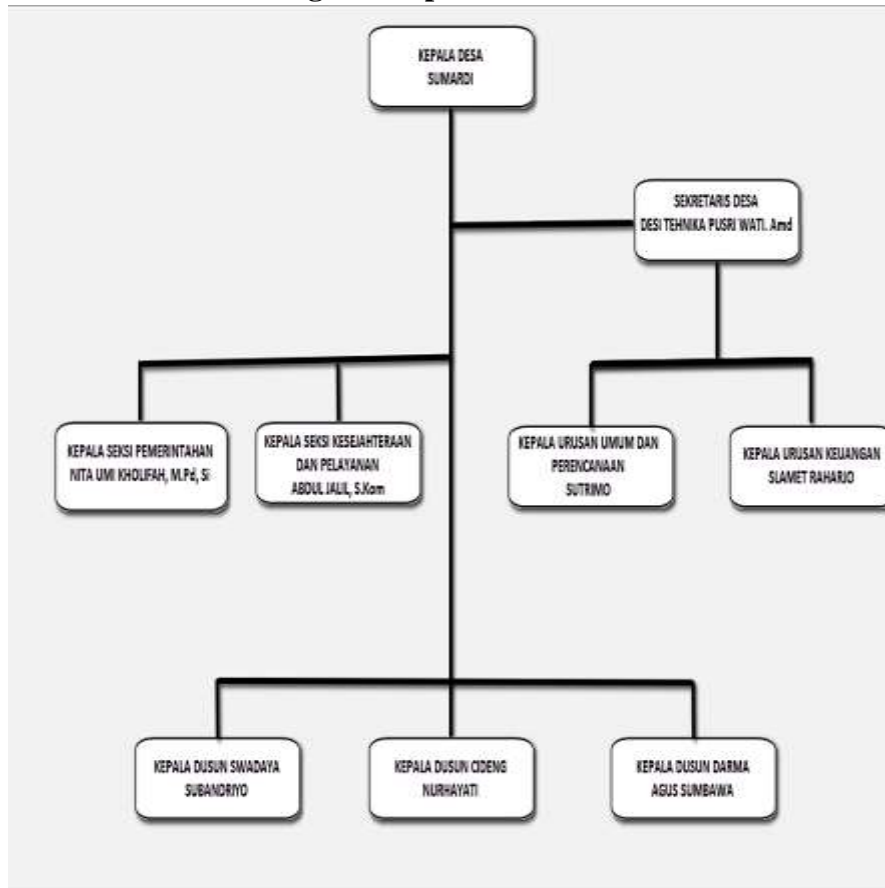 KEPALA DESA
SUMARDI
SEKRETARIS DESA
DESI TEHNIKA PUSRI WATI. Amd
KEPALA SEKSI PEMERINTAHAN
NITA UMI KHOLIFAH, M.Pd, Si
KEPALA SEKSI KESEJAHTERAAN
DAN PELAYANAN
ABDUL JALIL, S.Kom
KEPALA URUSAN UMUM DAN
PERENCANAAN
SUTRIMO
KEPALA URUSAN KEUANGAN
SLAMET RAHARJO
KEPALA DUSUN SWADAYA
SUBANDRIYO
KEPALA DUSUN CIDENG
NURHAYATI
KEPALA DUSUN DARMA
AGUS SUMBAWA